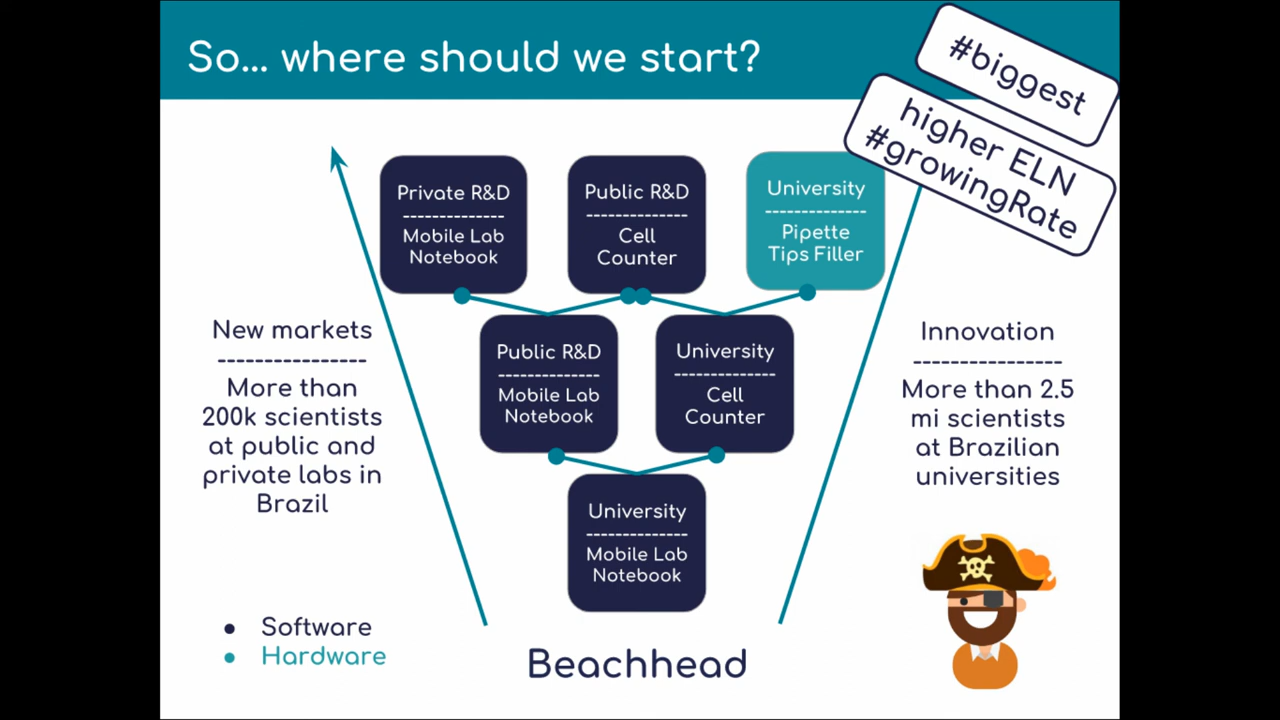 So... where should we start?
#biggest
higher ELN
#growingRate
Private R&D
--------------
Mobile Lab
Notebook
Public R&D
--------------
Cell
Counter
University
--------------
Pipette
Tips Filler
New markets
----------------
More than
200k scientists
at public and
private labs in
Brazil
Public R&D
--------------
Mobile Lab
Notebook
University
--------------
Cell
Counter
Innovation
----------------
More than 2.5
mi scientists
at Brazilian
universities
University
--------------
Mobile Lab
Notebook
● Software
● Hardware
Beachhead